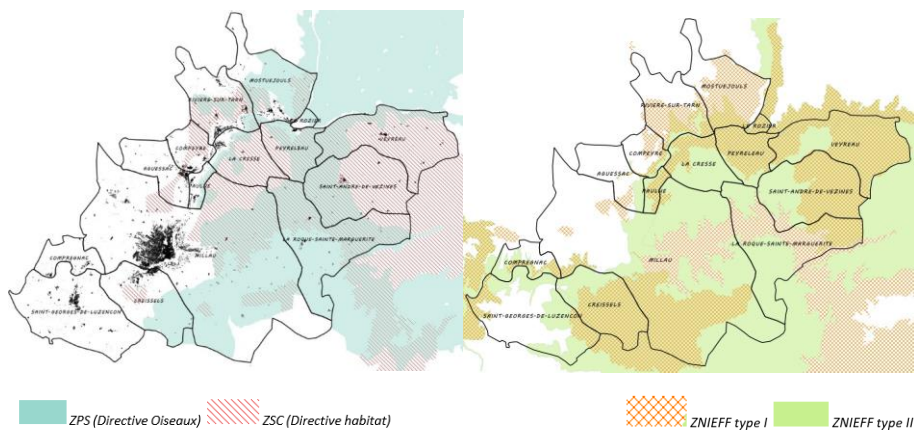 MOSTUEJOULS
RIVIERE-SUR-TARN
LE ROZIER
VEYREAU
COMPEYRE
PEYRELEAU
LA CRESSE
AGUESSAC
PAULHE
SAINT-ANDRE-DE-VEZINES
LA ROQUE-SAINTE-MARGUERITE
MILLAU
COMPREGNAC
CREISSELS
SAINT-GEORGES-DE-LUZENCON
MOSTUEJOULS
RIVIERE-SUR-TARN
LE ROZIER
VEYREAU
COMPEYRE
PEYRELEAU
LA CRESSE
AGUESSAC
PAULHE
SAINT-ANDRE-DE-VEZINES
LA ROQUE-SAINTE-MARGUERITE
MILLAU
COMPREGNAC
CREISSELS
SAINT-GEORGES-DE-LUZENCON
ZPS (Directive Oiseaux)
ZSC (Directive habitat)
ZNIEFF type I
ZNIEFF type II